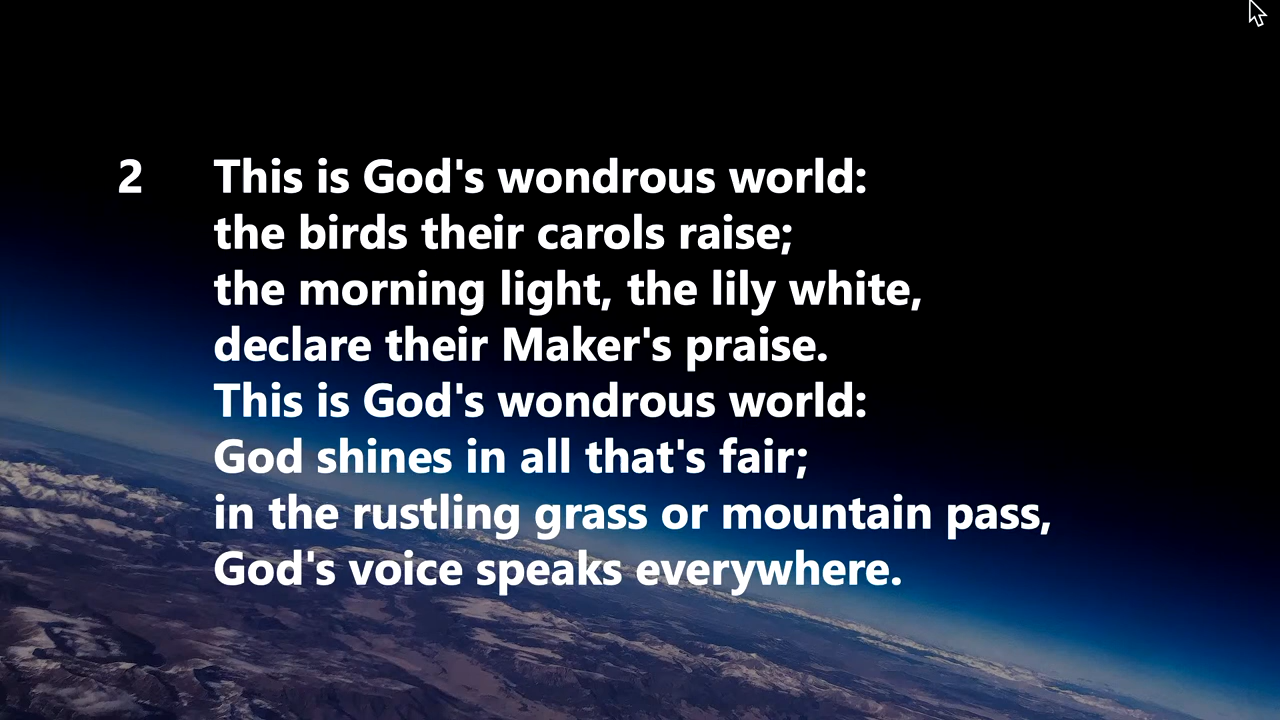 2 This is God's wondrous world:
the birds their carols raise;
the morning light, the lily white,
declare their Maker's praise.
This is God's wondrous world:
God shines in all that's fair;
in the rustling grass or mountain pass,
God's voice speaks everywhere.